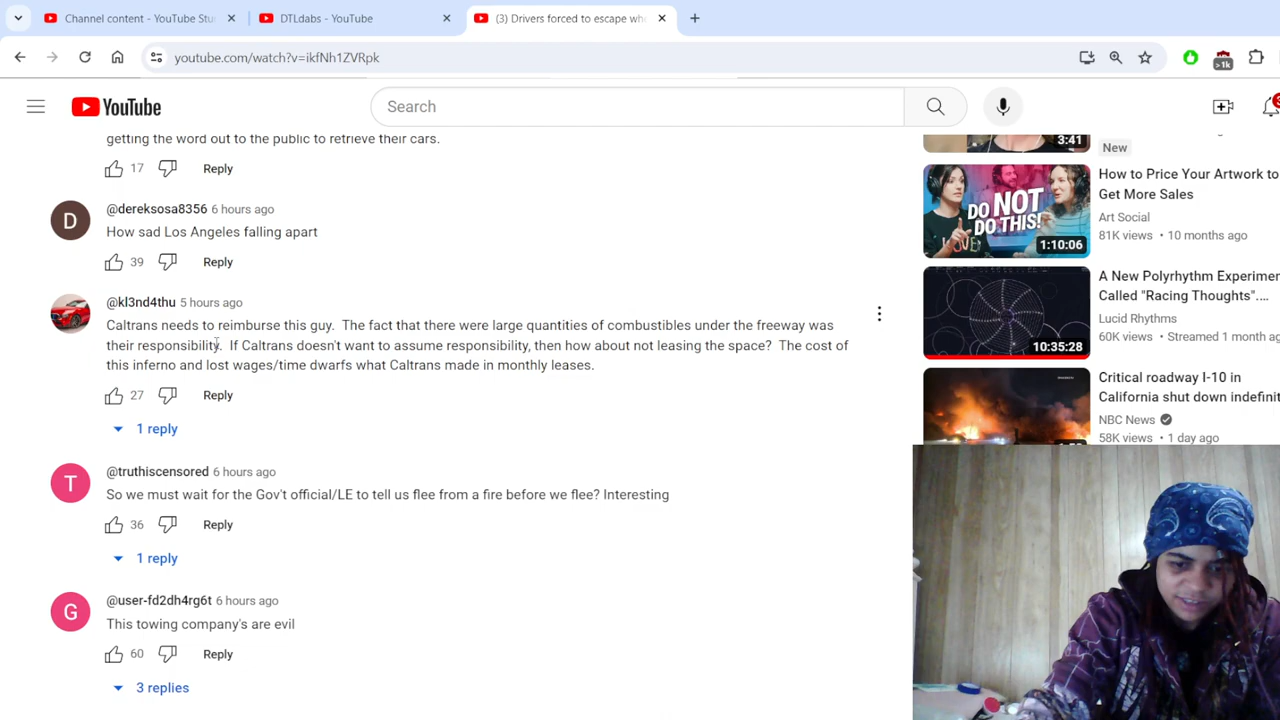 Channel content - YouTube Stu
DTLdabs - YouTube
(3) Drivers forced to escape whe
youtube.com/watch?v=ikfNh1ZVRpk
>1k
YouTube
Search
3
getting the word out to the public to retrieve their cars.
17
Reply
@dereksosa8356 6 hours ago
How sad Los Angeles falling apart
39
Reply
@kl3nd4thu 5 hours ago
Caltrans needs to reimburse this guy. The fact that there were large quantities of combustibles under the freeway was
their responsibility. If Caltrans doesn't want to assume responsibility, then how about not leasing the space? The cost of
this inferno and lost wages/time dwarfs what Caltrans made in monthly leases.
27
Reply
1 reply
T
@truthiscensored 6 hours ago
So we must wait for the Gov't official/LE to tell us flee from a fire before we flee? Interesting
36
Reply
1 reply
G
@user-fd2dh4rg6t 6 hours ago
This towing company's are evil
60
Reply
3 replies
D
3:41
New
DO NOT
DO THIS!
1:10:06
How to Price Your Artwork to
Get More Sales
Art Social
81K views • 10 months ago
10:35:28
A New Polyrhythm Experimen
Called "Racing Thoughts"....
Lucid Rhythms
60K views • Streamed 1 month ag
Critical roadway I-10 in
California shut down indefinit
NBC News
58K views • 1 day ago